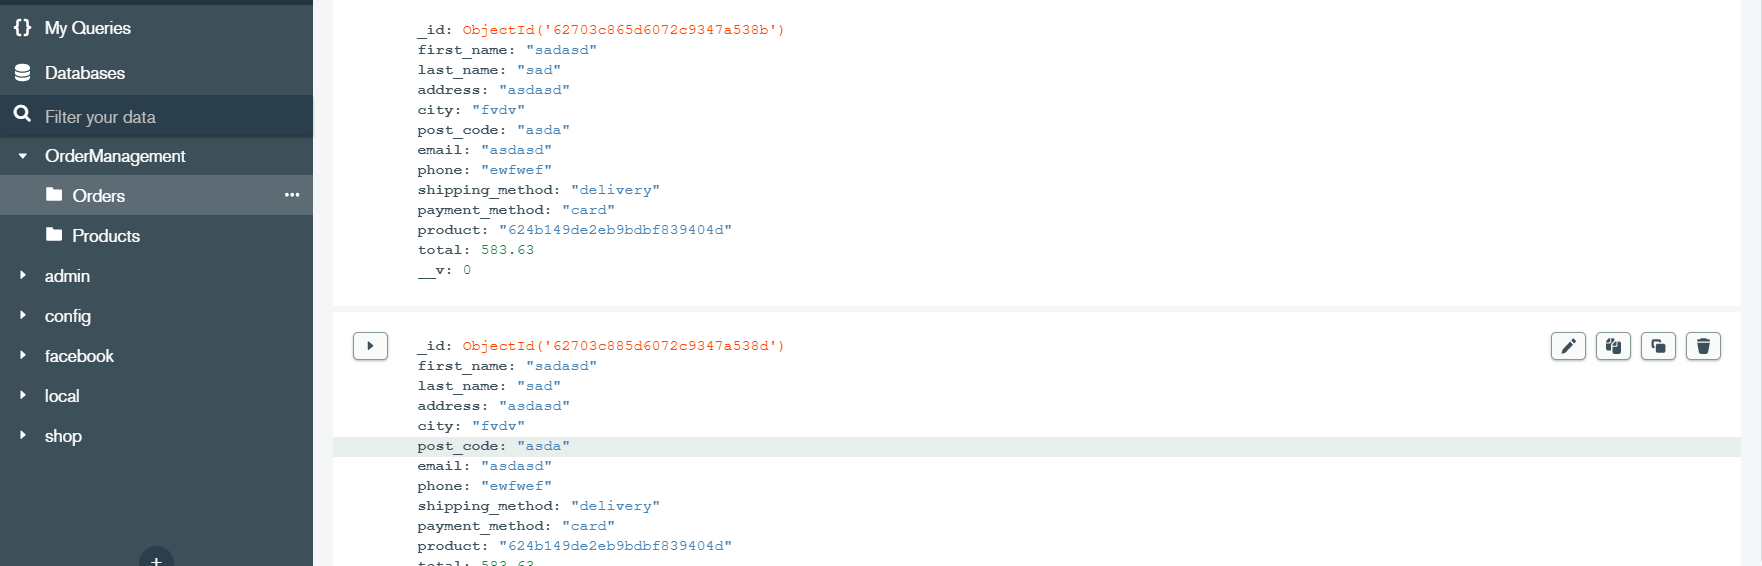 My Queries
Databases
Filter your data
OrderManagement
Orders
Products
admin
config
facebook
local
shop
_id: ObjectId('62703c865d6072c9347a538b')
first_name: "sadasd"
last_name: "sad"
address: "asdasd"
city: "fvdv"
post_code: "asda"
email: "asdasd"
phone: "ewfwef"
shipping_method: "delivery"
payment_method: "card"
product: "624b149de2eb9bdbf839404d"
total: 583.63
__v: 0
_id: ObjectId('62703c885d6072c9347a538d')
first_name: "sadasd"
last_name: "sad"
address: "asdasd"
city: "fvdv"
post_code: "asda"
email: "asdasd"
phone: "ewfwef"
shipping_method: "delivery"
payment_method: "card"
product: "624b149de2eb9bdbf839404d"
total: 583.63